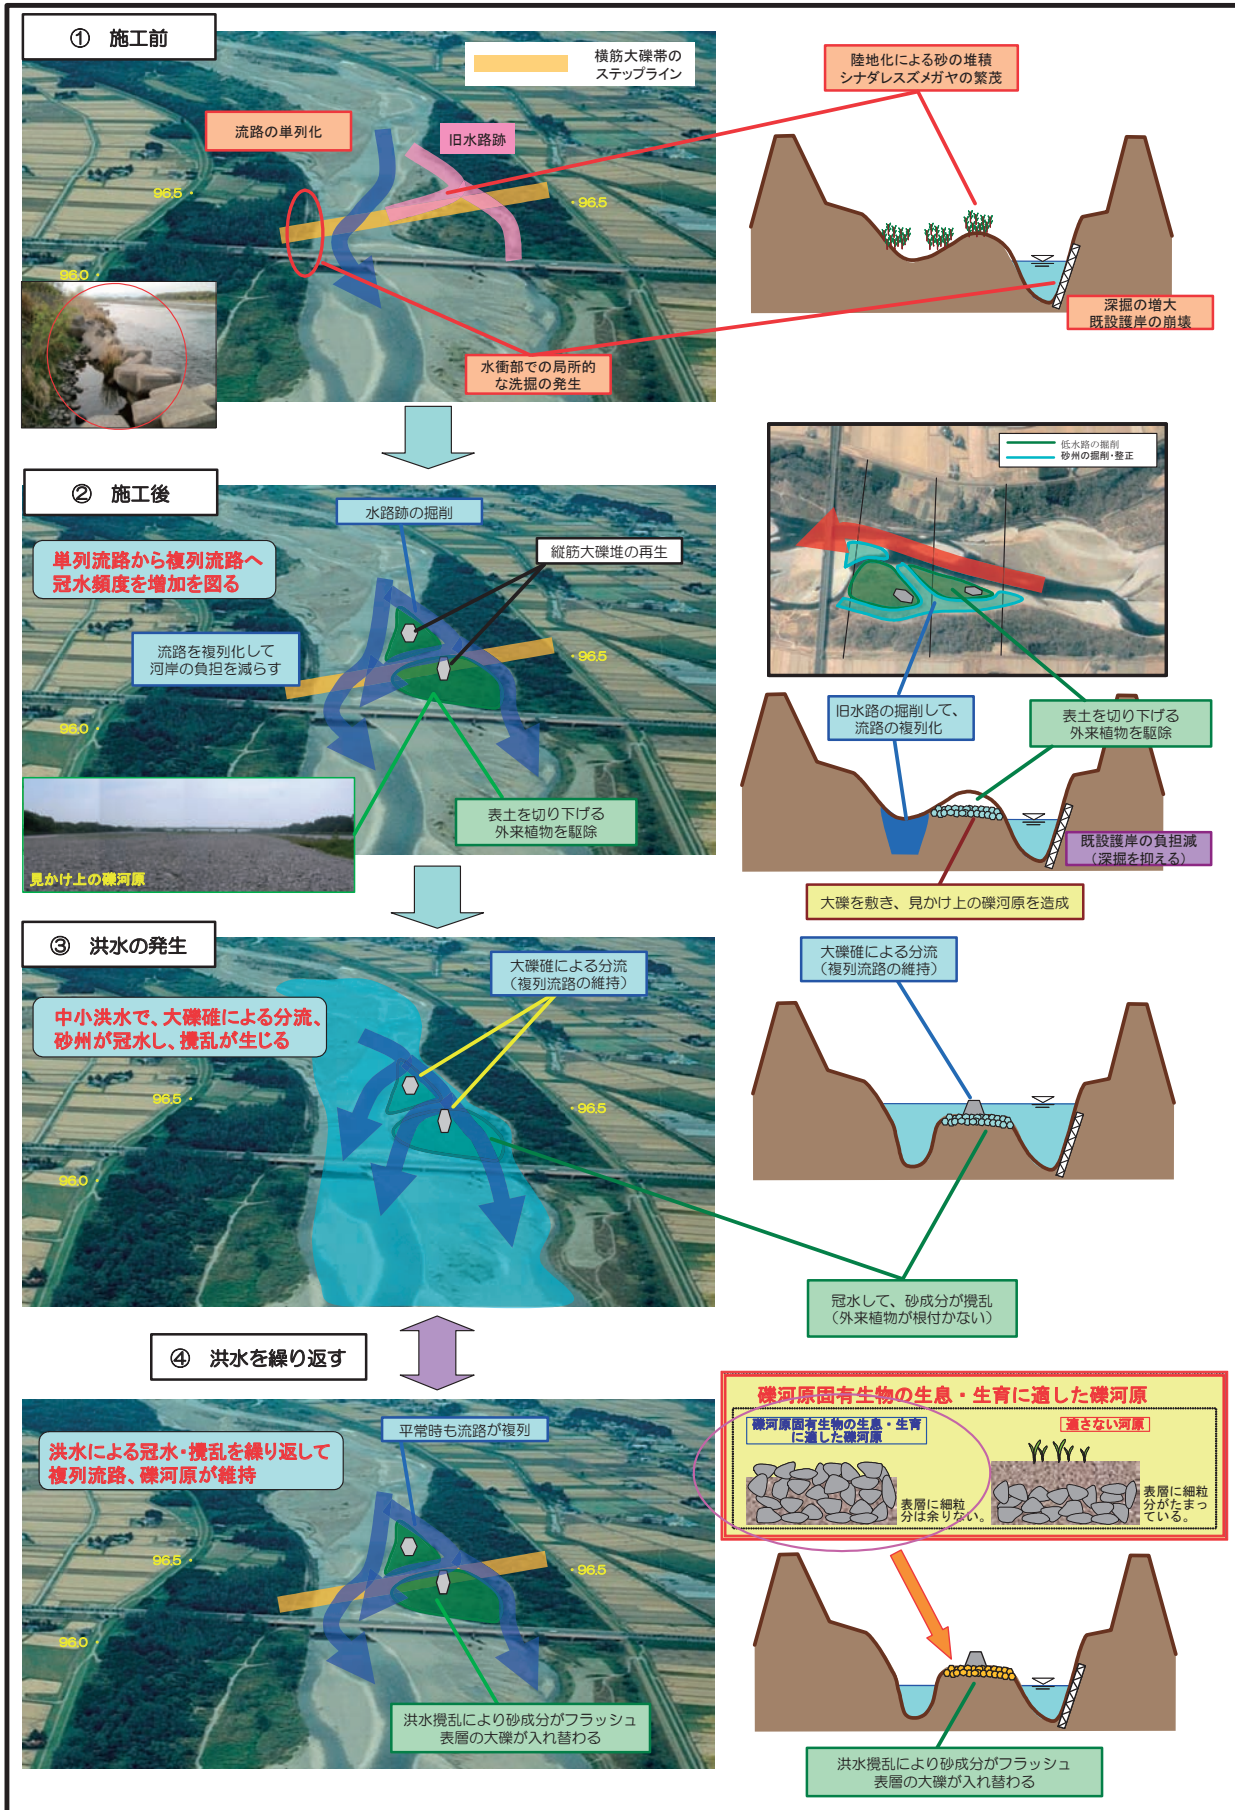 ① 施工前
横筋大礫帯の
ステップライン
流路の単列化
旧水路跡
96.5
96.5
96.0
水衝部での局所的
な洗掘の発生
陸地化による砂の堆積
シナダレスズメガヤの繁茂
深掘の増大
既設護岸の崩壊
② 施工後
水路跡の掘削
縦筋大礫堆の再生
単列流路から複列流路へ
冠水頻度を増加を図る
流路を複列化して
河岸の負担を減らす
96.5
96.0
表土を切り下げる
外来植物を駆除
見かけ上の礫河原
低水路の掘削
砂州の掘削・整正
旧水路の掘削して、
流路の複列化
表土を切り下げる
外来植物を駆除
既設護岸の負担減
(深掘を抑える)
大礫を敷き、見かけ上の礫河原を造成
③ 洪水の発生
大礫碓による分流
(複列流路の維持)
中小洪水で、大礫碓による分流、
砂州が冠水し、攪乱が生じる
96.5
96.5
96.0
大礫碓による分流
(複列流路の維持)
冠水して、砂成分が攪乱
(外来植物が根付かない)
④ 洪水を繰り返す
平常時も流路が複列
洪水による冠水・攪乱を繰り返して
複列流路、礫河原が維持
96.5
96.5
96.0
洪水攪乱により砂成分がフラッシュ
表層の大礫が入れ替わる
礫河原固有生物の生息・生育に適した礫河原
礫河原固有生物の生息・生育
に適した礫河原
適さない河原
表層に細粒
分は余りない。
表層に細粒
分がたまっ
ている。
洪水攪乱により砂成分がフラッシュ
表層の大礫が入れ替わる